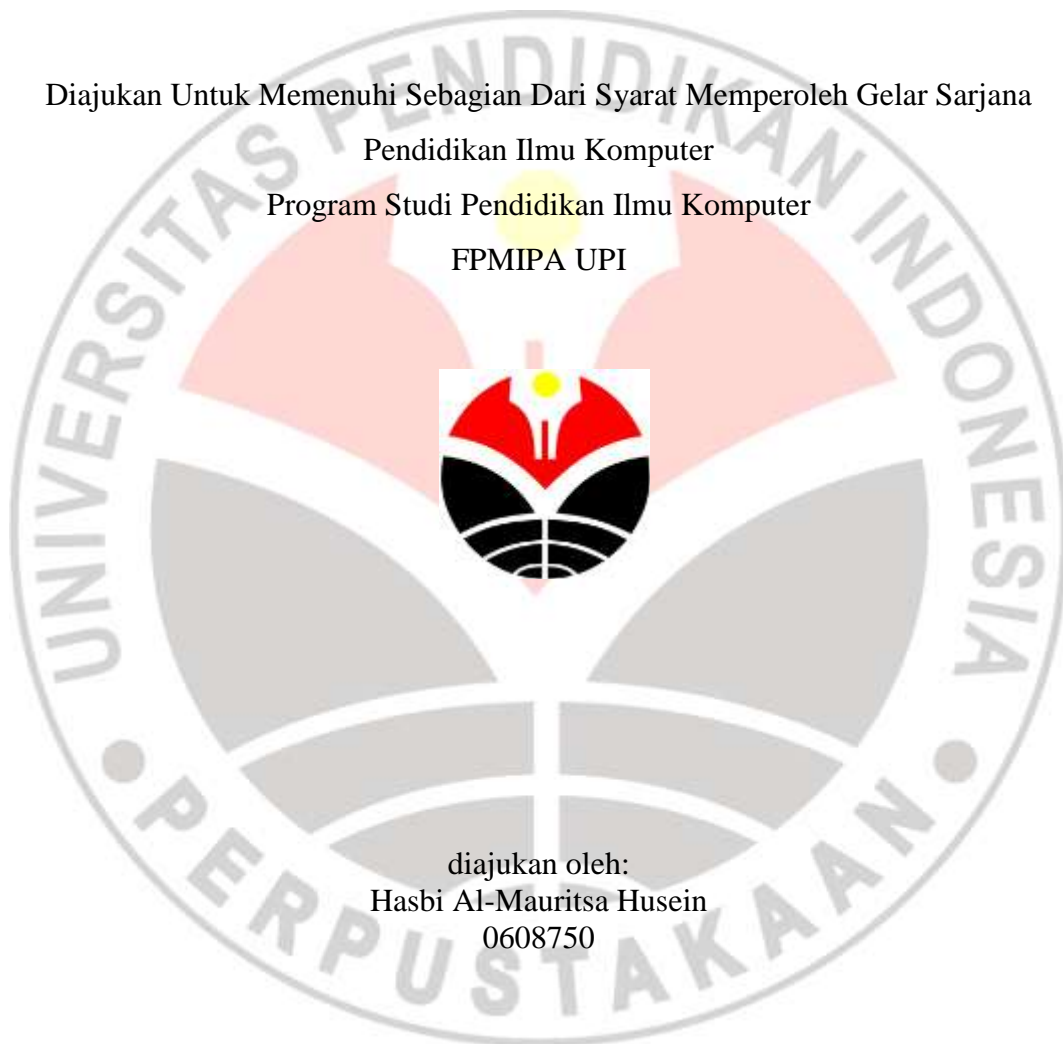 Diajukan Untuk Memenuhi Sebagian Dari Syarat Memperoleh Gelar Sarjana
Pendidikan Ilmu Komputer
Program Studi Pendidikan Ilmu Komputer
FPMIPA UPI
diajukan oleh:
Hasbi Al-Mauritsa Husein
0608750
UNIVERSITAS PENDIDIKAN INDONESIA
PERPUSTAKAAN